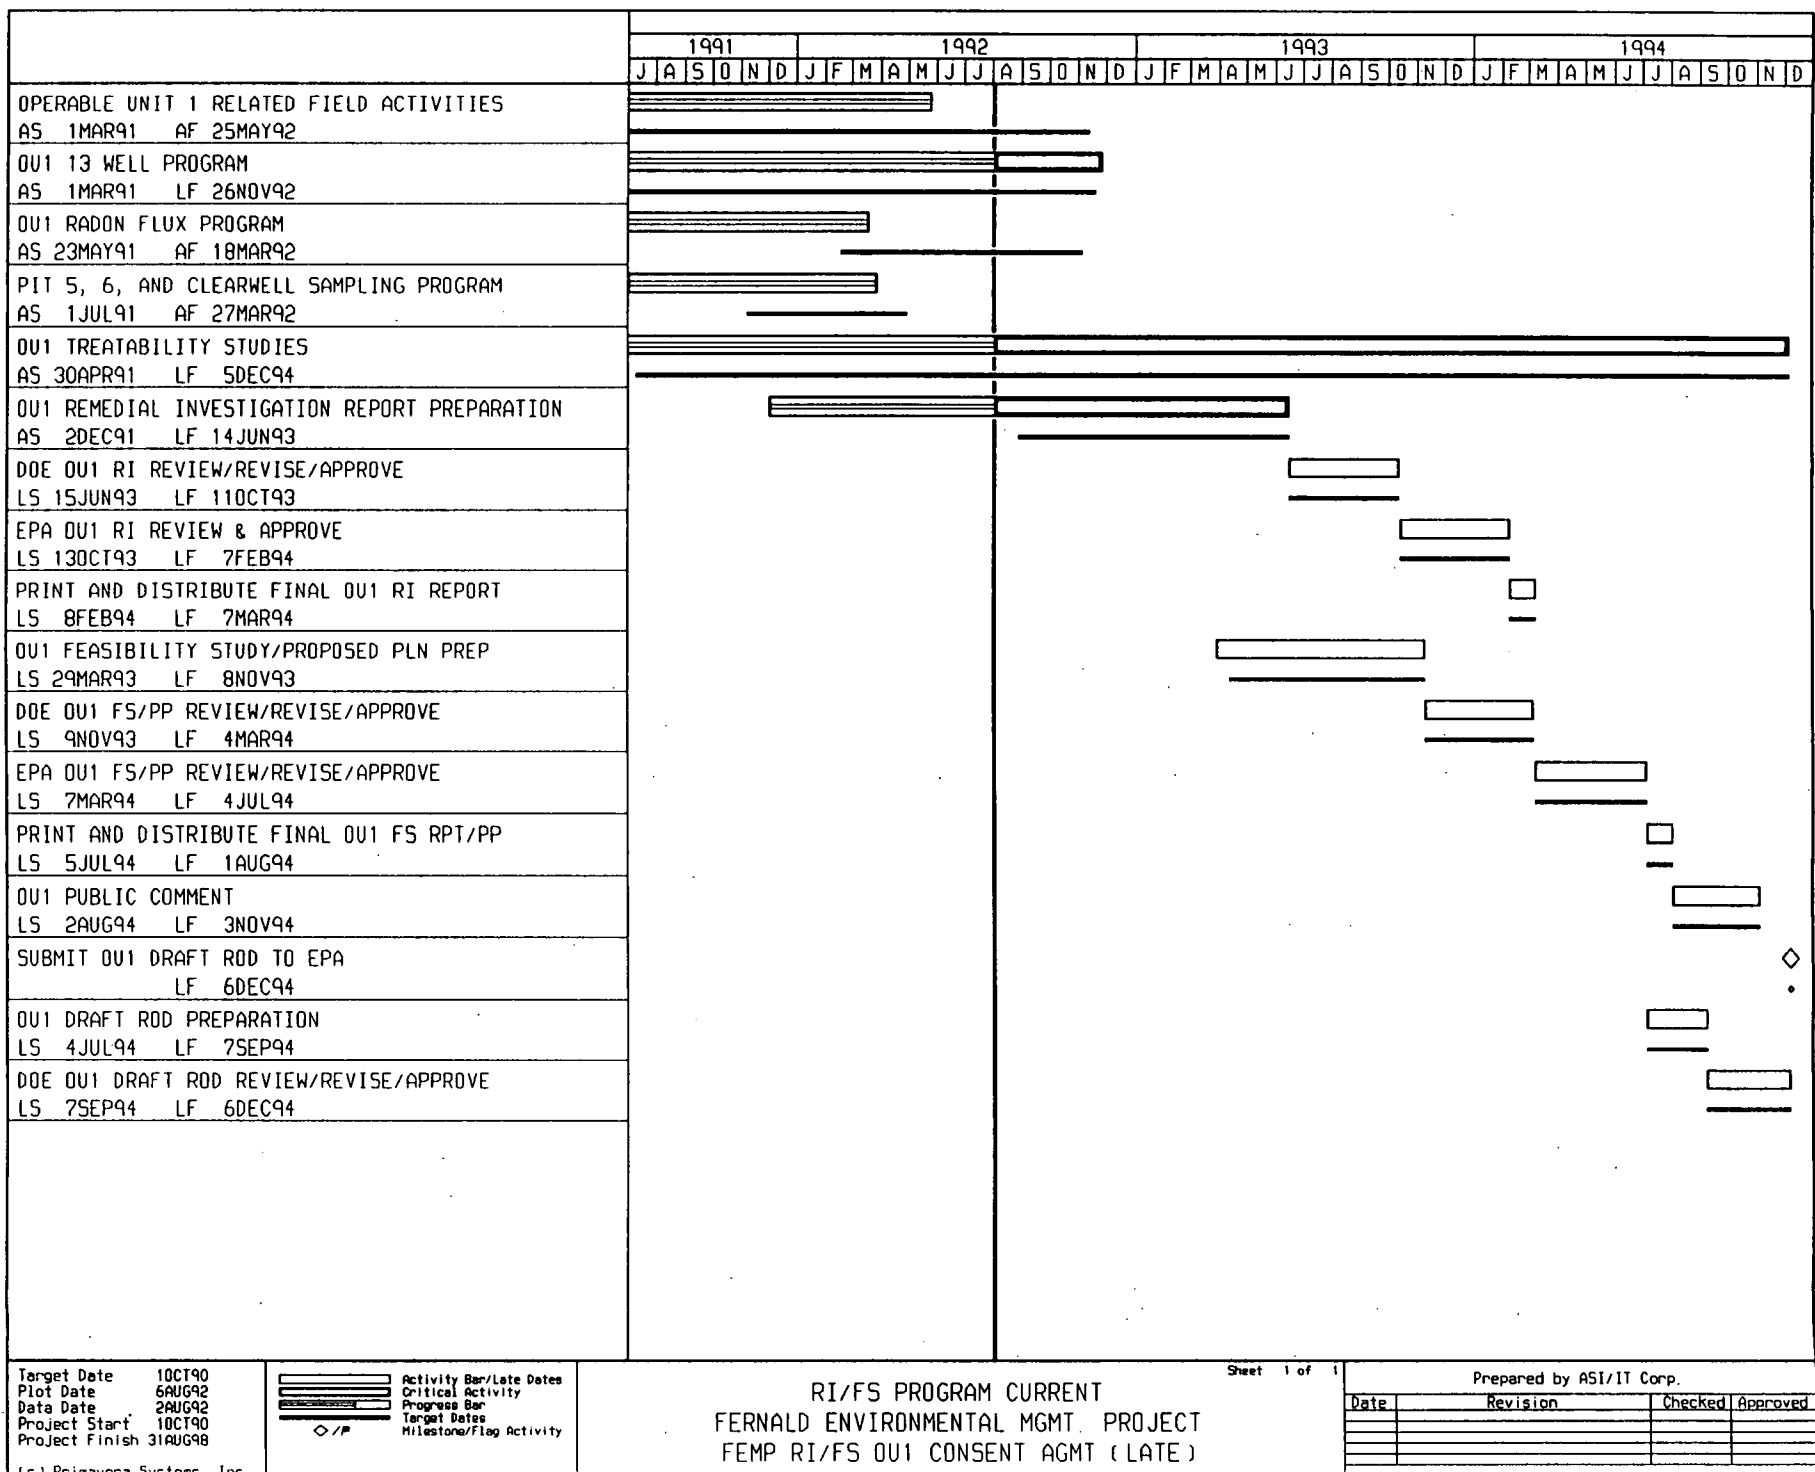 1991 1992 1993 1994
J A S O N D J F M A M J J A S O N D J F M A M J J A S O N D J F M A M J J A S O N D
OPERABLE UNIT 1 RELATED FIELD ACTIVITIES
AS 1MAR91 AF 25MAY92
OU1 13 WELL PROGRAM
AS 1MAR91 LF 26NOV92
OU1 RADON FLUX PROGRAM
AS 23MAY91 AF 18MAR92
PIT 5, 6, AND CLEARWELL SAMPLING PROGRAM
AS 1JUL91 AF 27MAR92
OU1 TREATABILITY STUDIES
AS 30APR91 LF 5DEC94
OU1 REMEDIAL INVESTIGATION REPORT PREPARATION
AS 2DEC91 LF 14JUN93
DOE OU1 RI REVIEW/REVISE/APPROVE
LS 15JUN93 LF 11OCT93
EPA OU1 RI REVIEW & APPROVE
LS 13OCT93 LF 7FEB94
PRINT AND DISTRIBUTE FINAL OU1 RI REPORT
LS 8FEB94 LF 7MAR94
OU1 FEASIBILITY STUDY/PROPOSED PLN PREP
LS 29MAR93 LF 8NOV93
DOE OU1 FS/PP REVIEW/REVISE/APPROVE
LS 9NOV93 LF 4MAR94
EPA OU1 FS/PP REVIEW/REVISE/APPROVE
LS 7MAR94 LF 4JUL94
PRINT AND DISTRIBUTE FINAL OU1 FS RPT/PP
LS 5JUL94 LF 1AUG94
OU1 PUBLIC COMMENT
LS 2AUG94 LF 3NOV94
SUBMIT OU1 DRAFT ROD TO EPA
LF 6DEC94
OU1 DRAFT ROD PREPARATION
LS 4JUL94 LF 7SEP94
DOE OU1 DRAFT ROD REVIEW/REVISE/APPROVE
LS 7SEP94 LF 6DEC94
Target Date 1OCT90
Plot Date 6AUG92
Data Date 2AUG92
Project Start 1OCT90
Project Finish 31AUG98
(c) Primavera Systems, Inc.
Activity Bar/Late Dates
Critical Activity
Progress Bar
Target Dates
Milestone/Flag Activity
RI/FS PROGRAM CURRENT
FERNALD ENVIRONMENTAL MGMT. PROJECT
FEMP RI/FS OU1 CONSENT AGMT (LATE)
Sheet 1 of 1
Prepared by ASI/IT Corp.
Date Revision Checked Approved